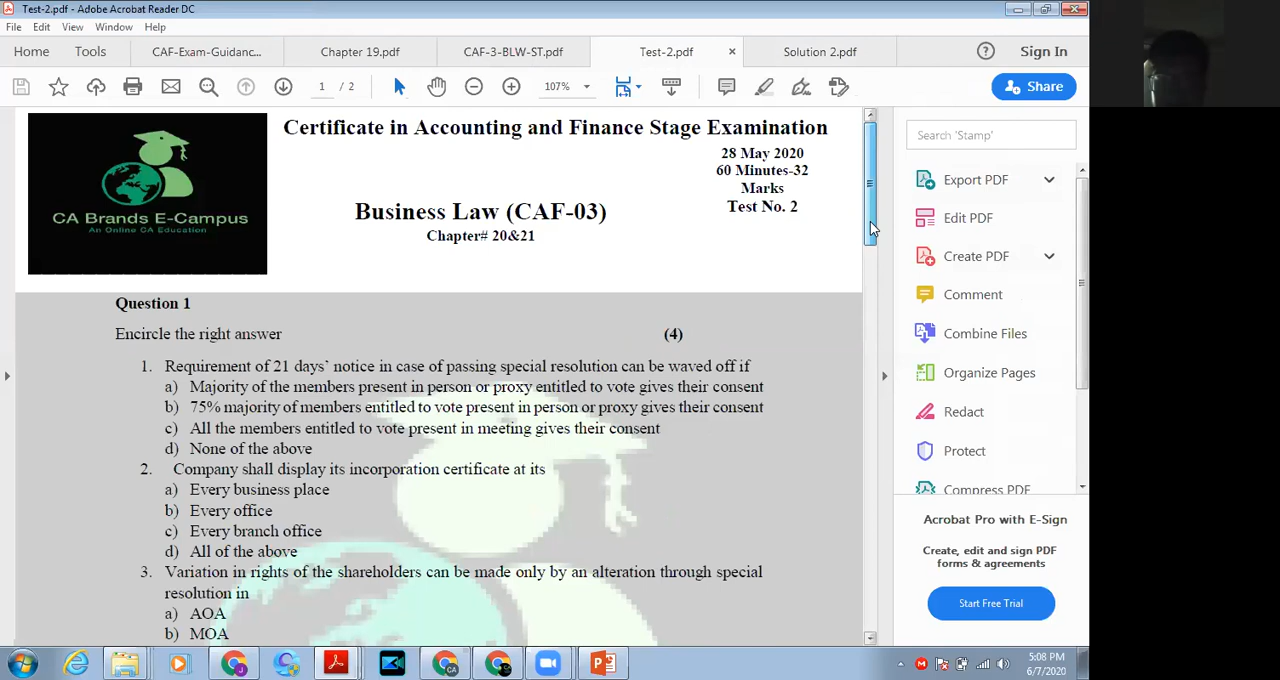 Test-2.pdf - Adobe Acrobat Reader DC
File Edit View Window Help
Home Tools CAF-Exam-Guidanc... Chapter 19.pdf CAF-3-BLW-ST.pdf Test-2.pdf × Solution 2.pdf ? Sign In
1 / 2 107% Share
Certificate in Accounting and Finance Stage Examination
28 May 2020
60 Minutes-32
Marks
Test No. 2
CA Brands E-Campus
An Online CA Education
Business Law (CAF-03)
Chapter# 20&21
Question 1
Encircle the right answer (4)
1. Requirement of 21 days' notice in case of passing special resolution can be waved off if
a) Majority of the members present in person or proxy entitled to vote gives their consent
b) 75% majority of members entitled to vote present in person or proxy gives their consent
c) All the members entitled to vote present in meeting gives their consent
d) None of the above
2. Company shall display its incorporation certificate at its
a) Every business place
b) Every office
c) Every branch office
d) All of the above
3. Variation in rights of the shareholders can be made only by an alteration through special
resolution in
a) AOA
b) MOA
Search 'Stamp'
Export PDF
Edit PDF
Create PDF
Comment
Combine Files
Organize Pages
Redact
Protect
Compress PDF
Acrobat Pro with E-Sign
Create, edit and sign PDF
forms & agreements
Start Free Trial
5:08 PM
6/7/2020